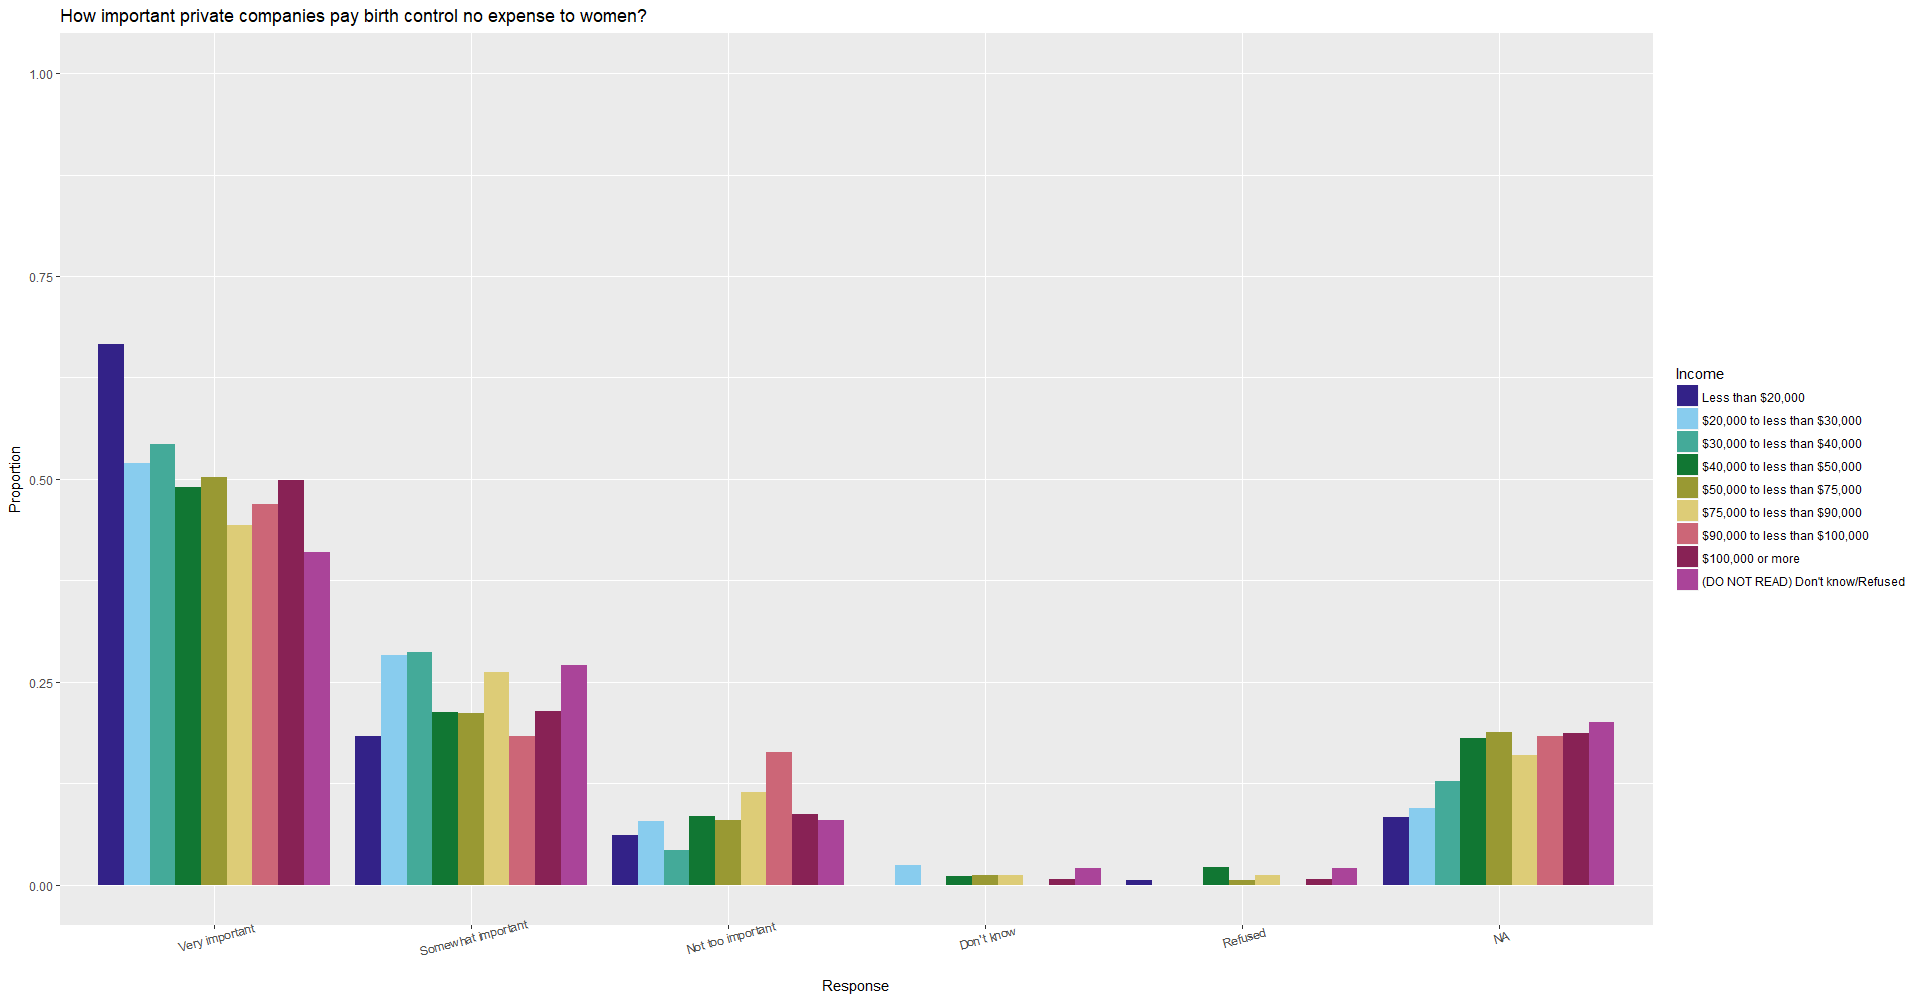 How important private companies pay birth control no expense to women?
1.00
0.75
0.50
0.25
0.00
Proportion
Very important
Somewhat important
Not too important
Don't know
Refused
NA
Response
Income
Less than $20,000
$20,000 to less than $30,000
$30,000 to less than $40,000
$40,000 to less than $50,000
$50,000 to less than $75,000
$75,000 to less than $90,000
$90,000 to less than $100,000
$100,000 or more
(DO NOT READ) Don't know/Refused